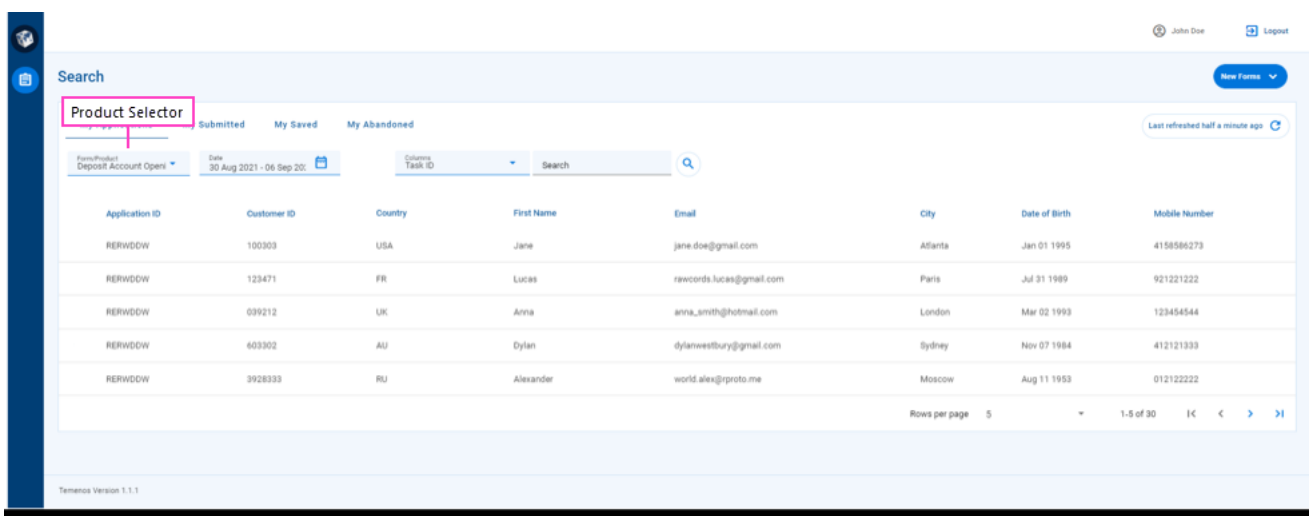 John Doe
Logout
Search
New Forms
Product Selector
Submitted
My Saved
My Abandoned
Last refreshed half a minute ago
Form/Product
Deposit Account Openi
Date
30 Aug 2021 - 06 Sep 20
Columns
Task ID
Search
Application ID Customer ID Country First Name Email City Date of Birth Mobile Number
RERWDDW 100303 USA Jane jane.doe@gmail.com Atlanta Jan 01 1995 4158586273
RERWDDW 123471 FR Lucas rawcords.lucas@gmail.com Paris Jul 31 1989 921221222
RERWDDW 039212 UK Anna anna_smith@hotmail.com London Mar 02 1993 123454544
RERWDDW 603302 AU Dylan dylanwestbury@gmail.com Sydney Nov 07 1984 412121333
RERWDDW 3928333 RU Alexander world.alex@rproto.me Moscow Aug 11 1953 012122222
Rows per page 5 1-5 of 30
Temenos Version 1.1.1